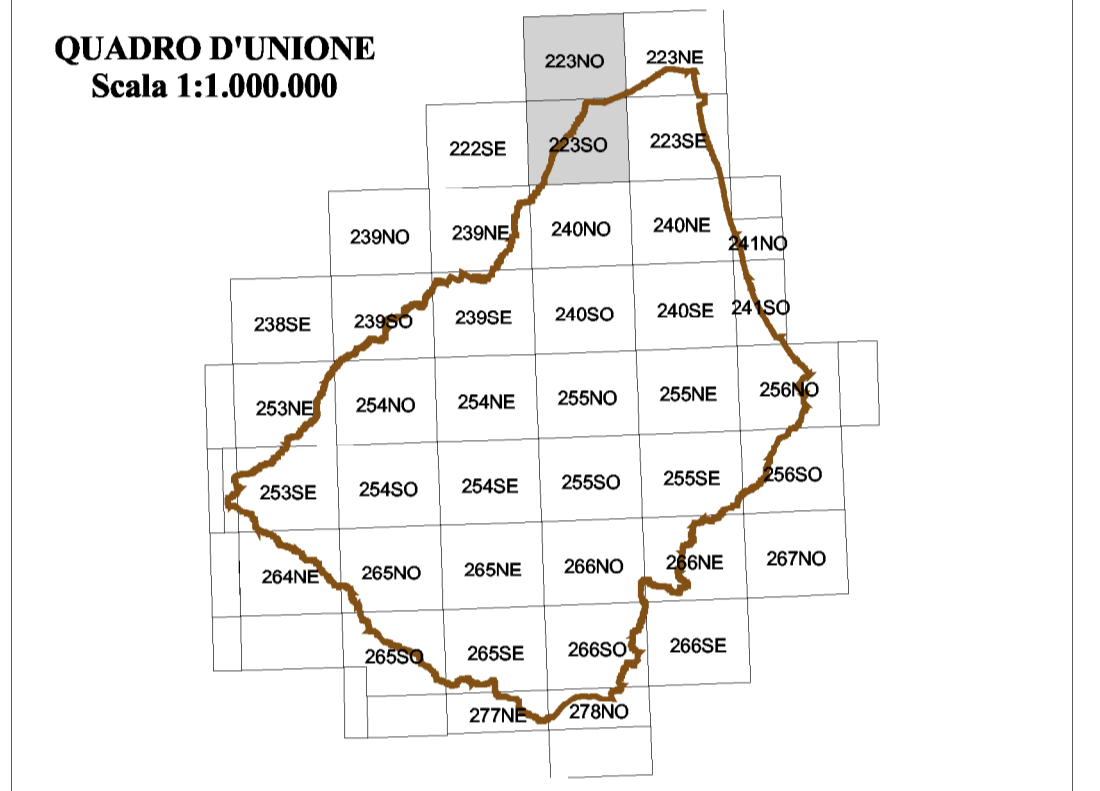 QUADRO D'UNIONE
Scala 1:1.000.000
223NO 223NE
222SE 223SO 223SE
239NO 239NE 240NO 240NE 241NO
238SE 239SO 239SE 240SO 240SE 241SO
253NE 254NO 254NE 255NO 255NE 256NO
253SE 254SO 254SE 255SO 255SE 256SO
264NE 265NO 265NE 266NO 266NE 267NO
265SO 265SE 266SO 266SE
277NE 278NO